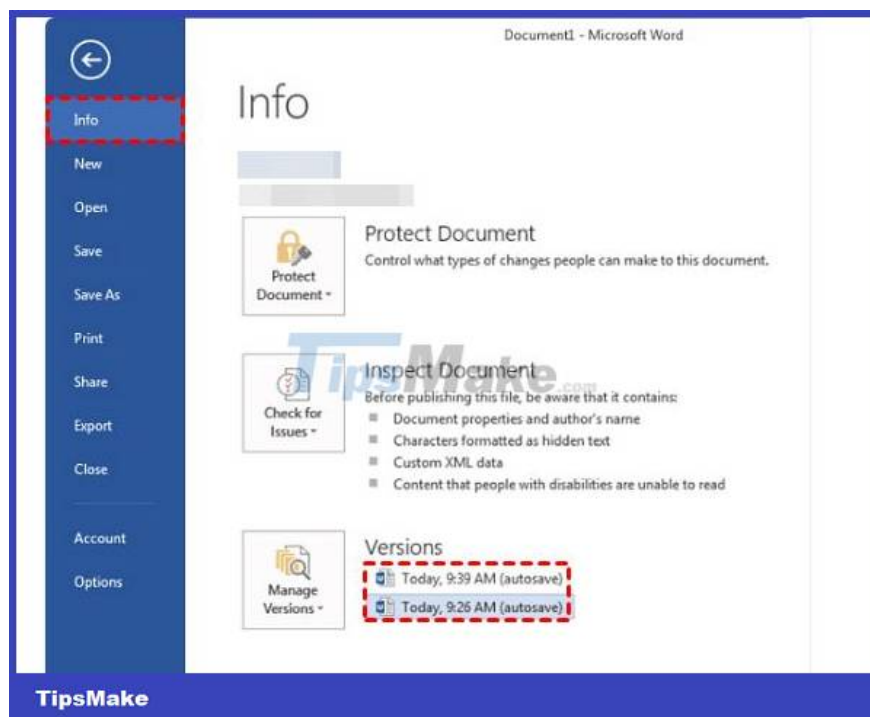 Document1 - Microsoft Word
Info
Info
New
Open
Save
Save As
Print
Share
Export
Close
Account
Options
Protect Document
Protect Document
Control what types of changes people can make to this document.
TipsMake.com
Check for Issues
Inspect Document
Before publishing this file, be aware that it contains:
Document properties and author's name
Characters formatted as hidden text
Custom XML data
Content that people with disabilities are unable to read
Manage Versions
Versions
Today, 9:39 AM (autosave)
Today, 9:26 AM (autosave)
TipsMake